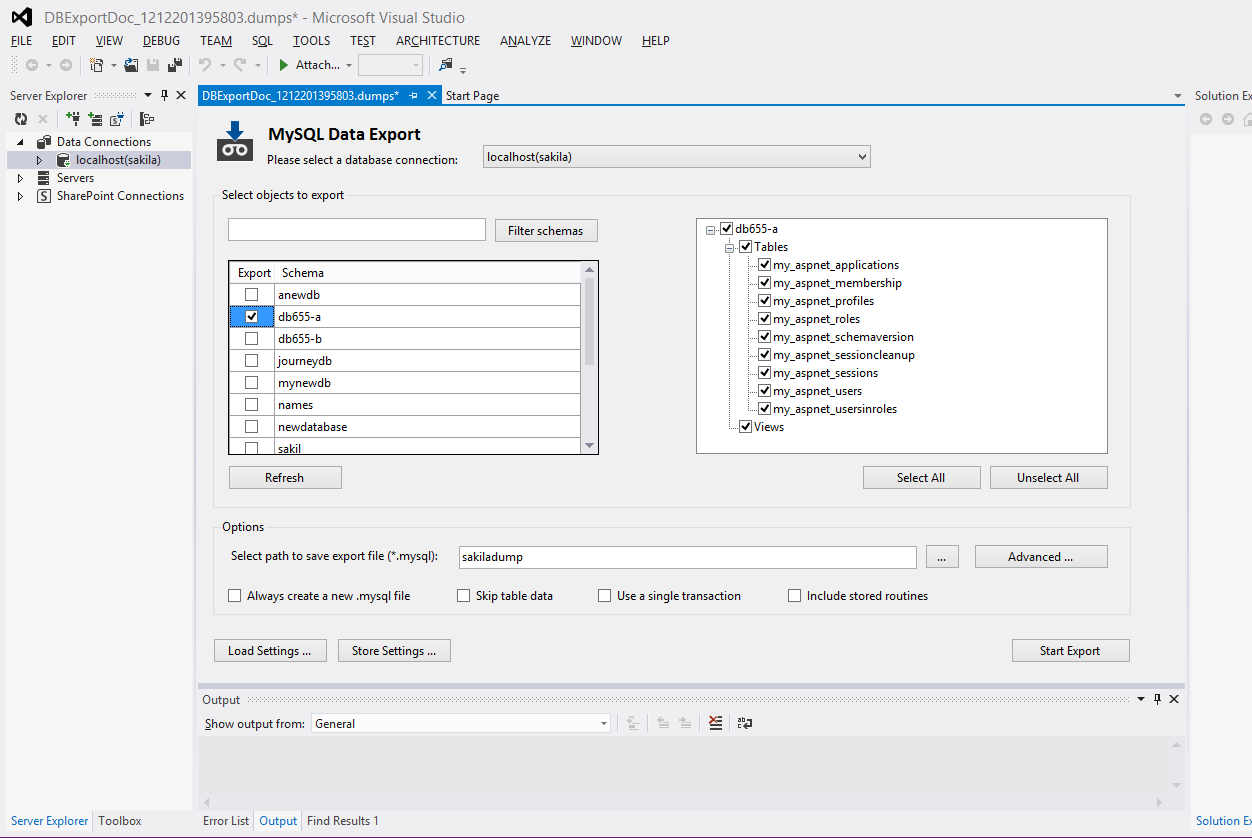 DBExportDoc_1212201395803.dumps* - Microsoft Visual Studio
FILE EDIT VIEW DEBUG TEAM SQL TOOLS TEST ARCHITECTURE ANALYZE WINDOW HELP
Attach...
Server Explorer
DBExportDoc_1212201395803.dumps* Start Page
Solution Ex
Data Connections
localhost(sakila)
Servers
SharePoint Connections
MySQL Data Export
Please select a database connection: localhost(sakila)
Select objects to export
Filter schemas
Export Schema
anewdb
db655-a
db655-b
journeydb
mynewdb
names
newdatabase
sakil
Refresh
db655-a
Tables
my_aspnet_applications
my_aspnet_membership
my_aspnet_profiles
my_aspnet_roles
my_aspnet_schemaversion
my_aspnet_sessioncleanup
my_aspnet_sessions
my_aspnet_users
my_aspnet_usersinroles
Views
Select All Unselect All
Options
Select path to save export file (*.mysql): sakiladump ... Advanced ...
Always create a new .mysql file Skip table data Use a single transaction Include stored routines
Load Settings ... Store Settings ... Start Export
Output
Show output from: General
Server Explorer Toolbox Error List Output Find Results 1 Solution Ex